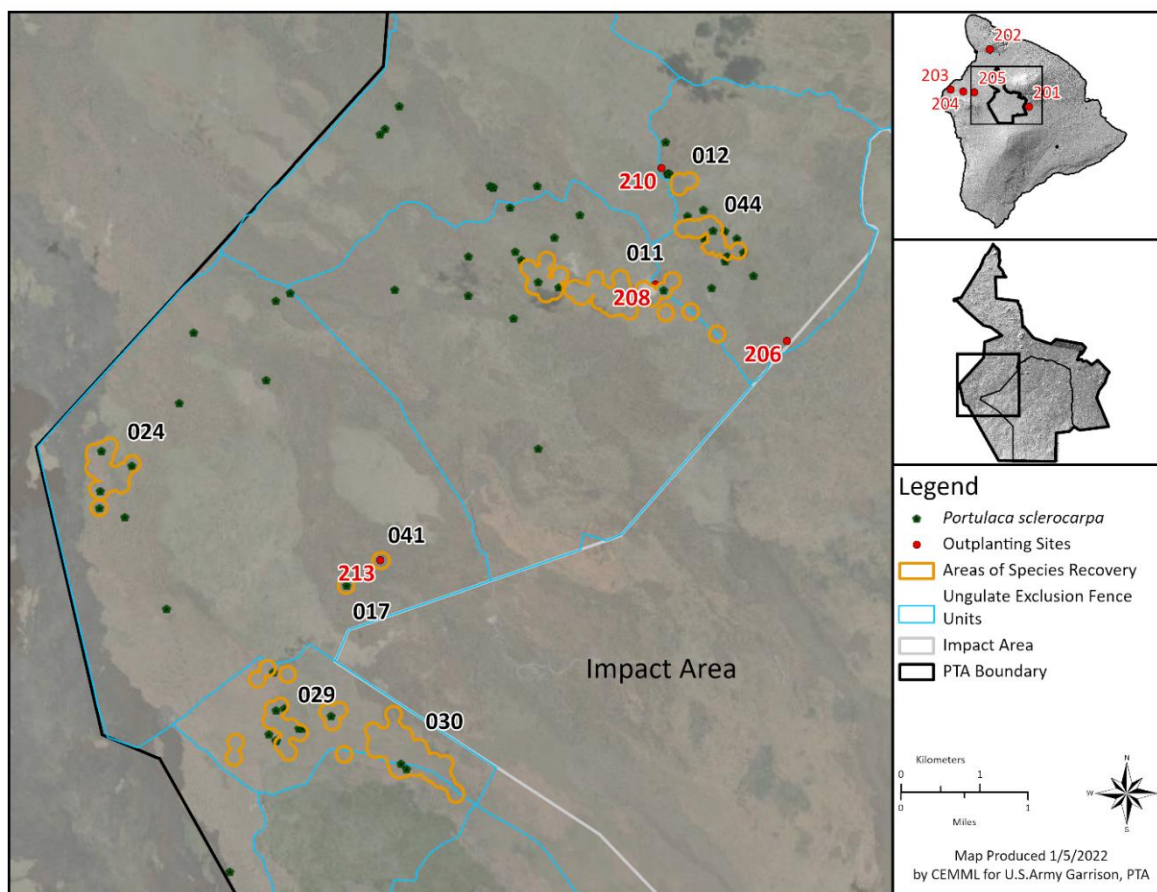 012
210
044
011
208
206
024
041
213
017
Impact Area
029
030
202
203
205
204
201
Legend
Portulaca sclerocarpa
Outplanting Sites
Areas of Species Recovery
Ungulate Exclusion Fence
Units
Impact Area
PTA Boundary
Kilometers
0 1
0 1
Miles
N
W E
S
Map Produced 1/5/2022
by CEMML for U.S.Army Garrison, PTA